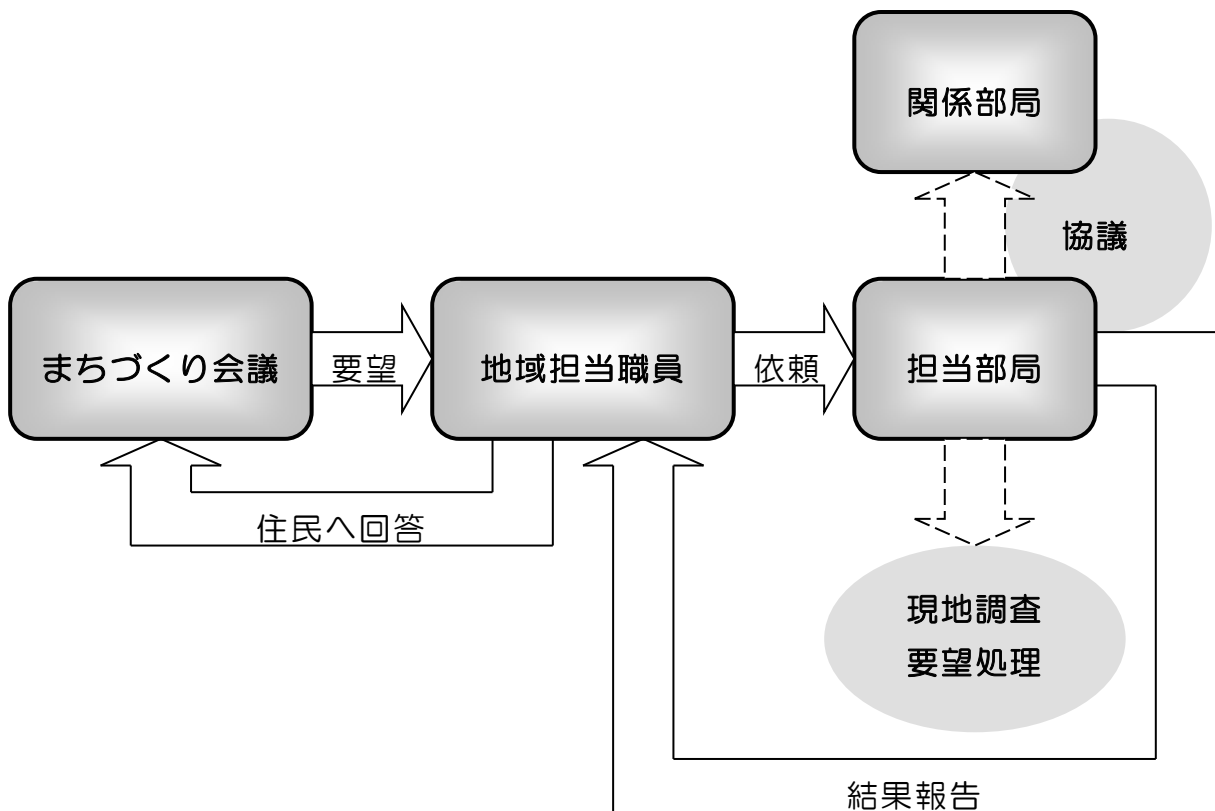 関係部局
協議
まちづくり会議
要望
地域担当職員
依頼
担当部局
住民へ回答
現地調査
要望処理
結果報告